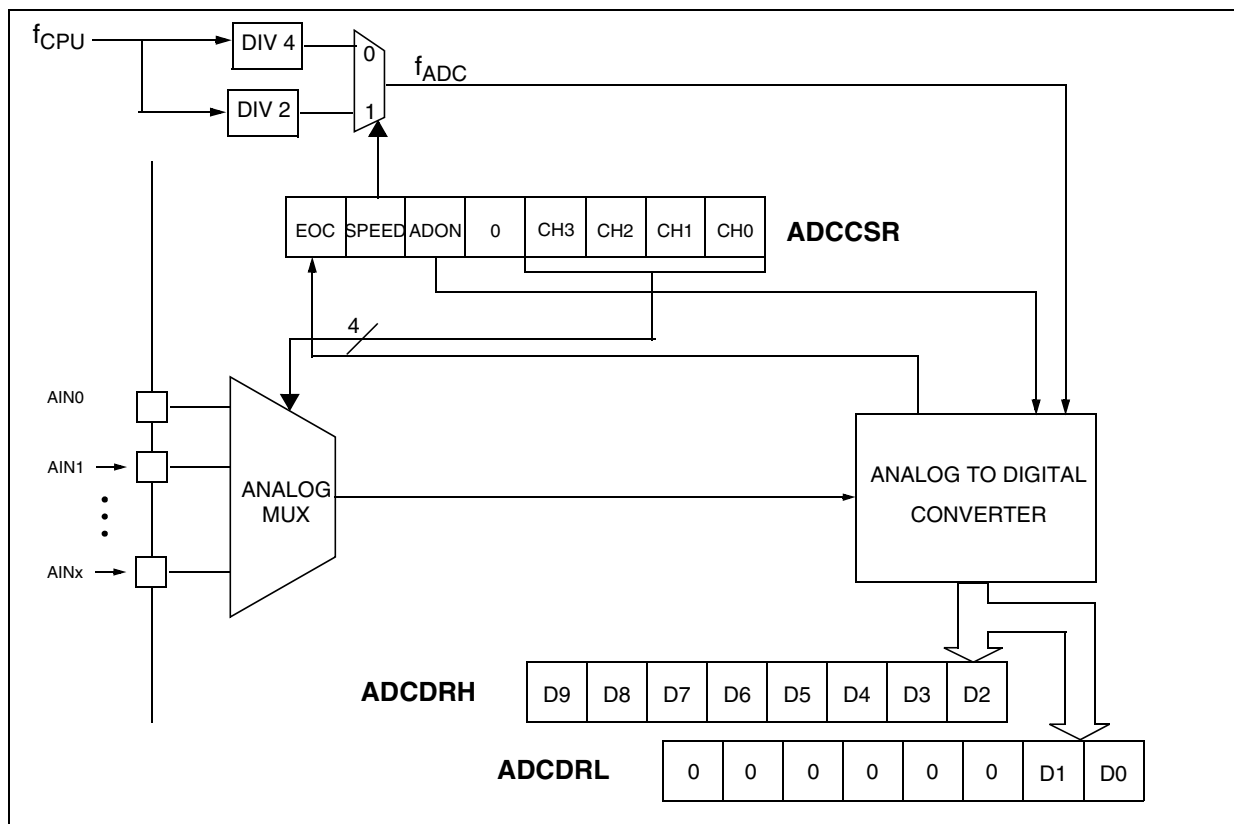 fCPU
DIV 4
0
fADC
DIV 2
1
EOC SPEED ADON 0 CH3 CH2 CH1 CH0 ADCCSR
4
AIN0
AIN1
ANALOG
MUX
ANALOG TO DIGITAL
CONVERTER
AINx
ADCDRH D9 D8 D7 D6 D5 D4 D3 D2
ADCDRL 0 0 0 0 0 0 D1 D0